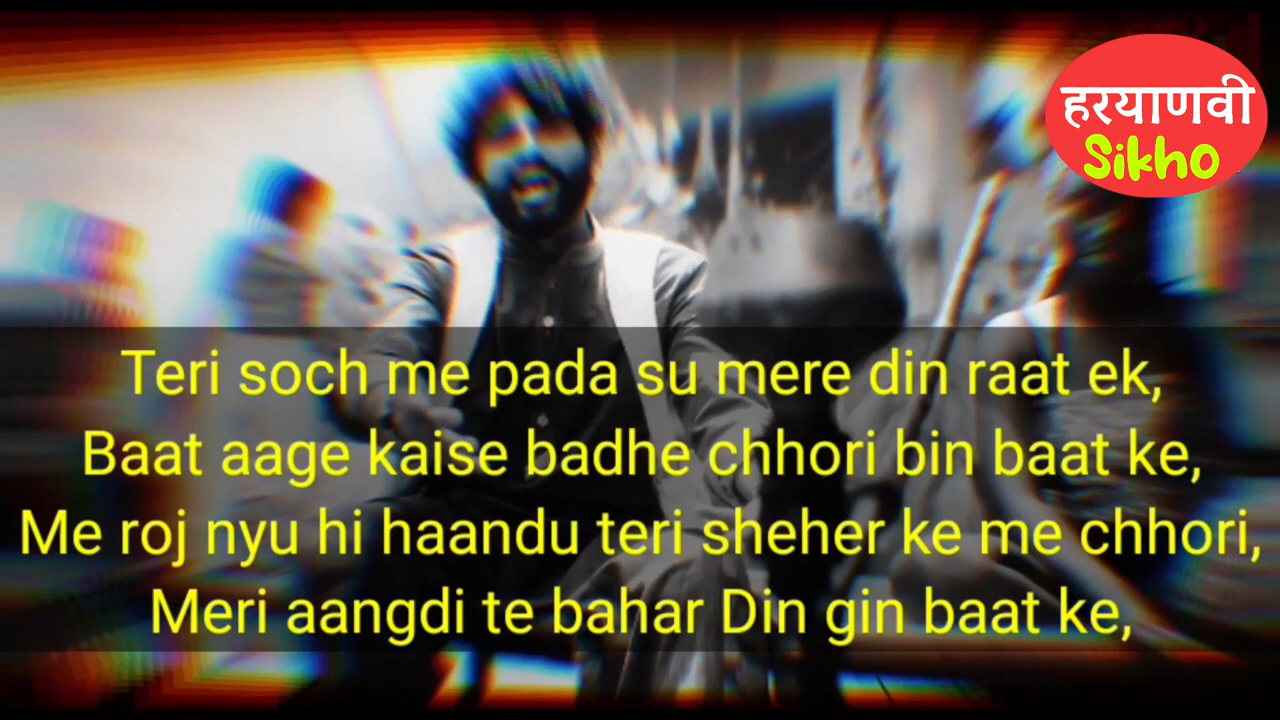 हरयाणवी
Sikho
Teri soch me pada su mere din raat ek,
Baat aage kaise badhe chhori bin baat ke,
Me roj nyu hi haandu teri sheher ke me chhori,
Meri aangdi te bahar Din gin baat ke,